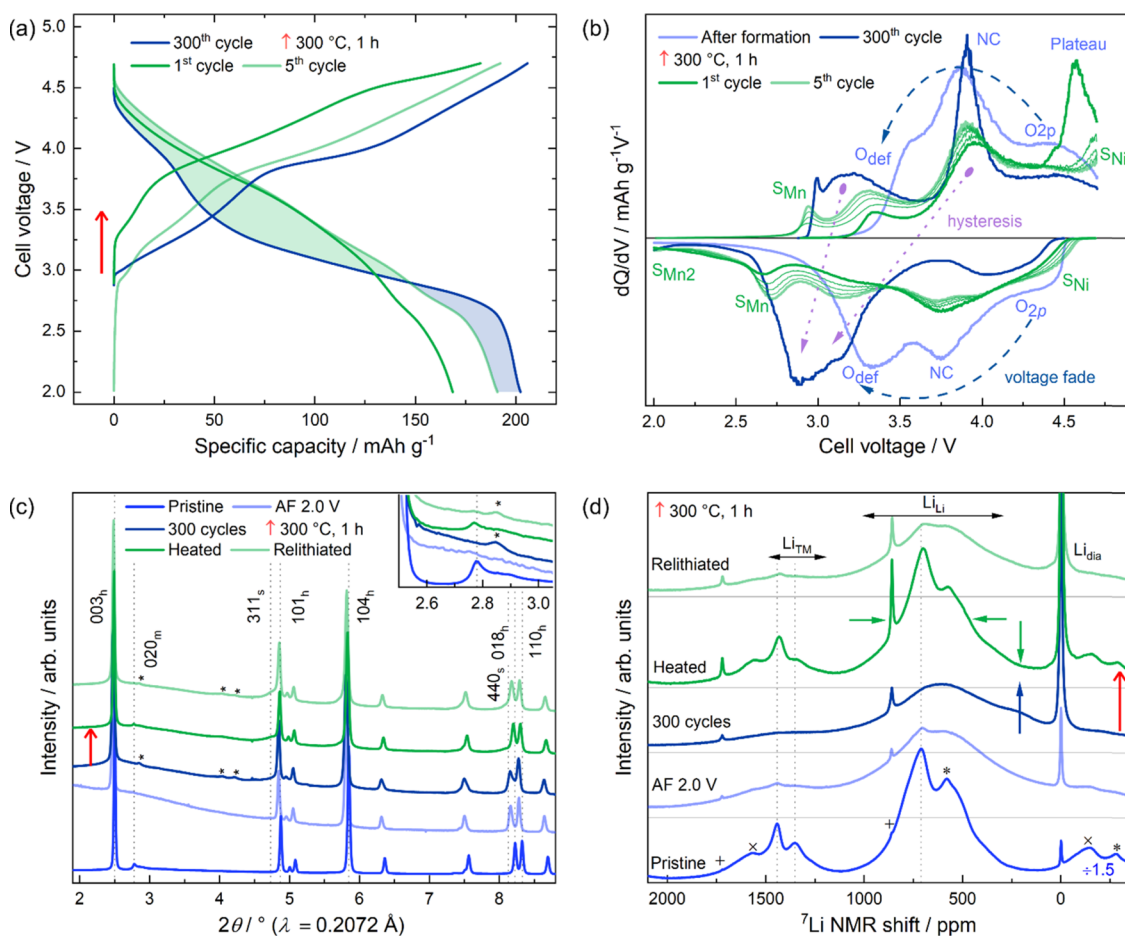 (a)
5.0
4.5
4.0
3.5
3.0
2.5
2.0
Cell voltage / V
300th cycle
↑ 300 °C, 1 h
1st cycle
5th cycle
0
50
100
150
200
Specific capacity / mAh g-1
(b)
After formation
300th cycle
↑ 300 °C, 1 h
1st cycle
5th cycle
NC
Plateau
O2p
Odef
SNi
SMn
hysteresis
dQ/dV / mAh g-1V-1
SMn2
SMn
SNi
O2p
Odef
NC
voltage fade
2.0
2.5
3.0
3.5
4.0
4.5
Cell voltage / V
(c)
Pristine
AF 2.0 V
300 cycles
↑ 300 °C, 1 h
Heated
Relithiated
*
*
2.6
2.8
3.0
003h
020m
311s
101h
104h
440s
018h
110h
* * *
* * *
Intensity / arb. units
2
3
4
5
6
7
8
2θ / ° (λ = 0.2072 Å)
(d)
↑ 300 °C, 1 h
LiLi
LiTM
Lidia
Relithiated
Heated
300 cycles
AF 2.0 V
Pristine
+ × + * × *
÷1.5
Intensity / arb. units
2000
1500
1000
500
0
7Li NMR shift / ppm